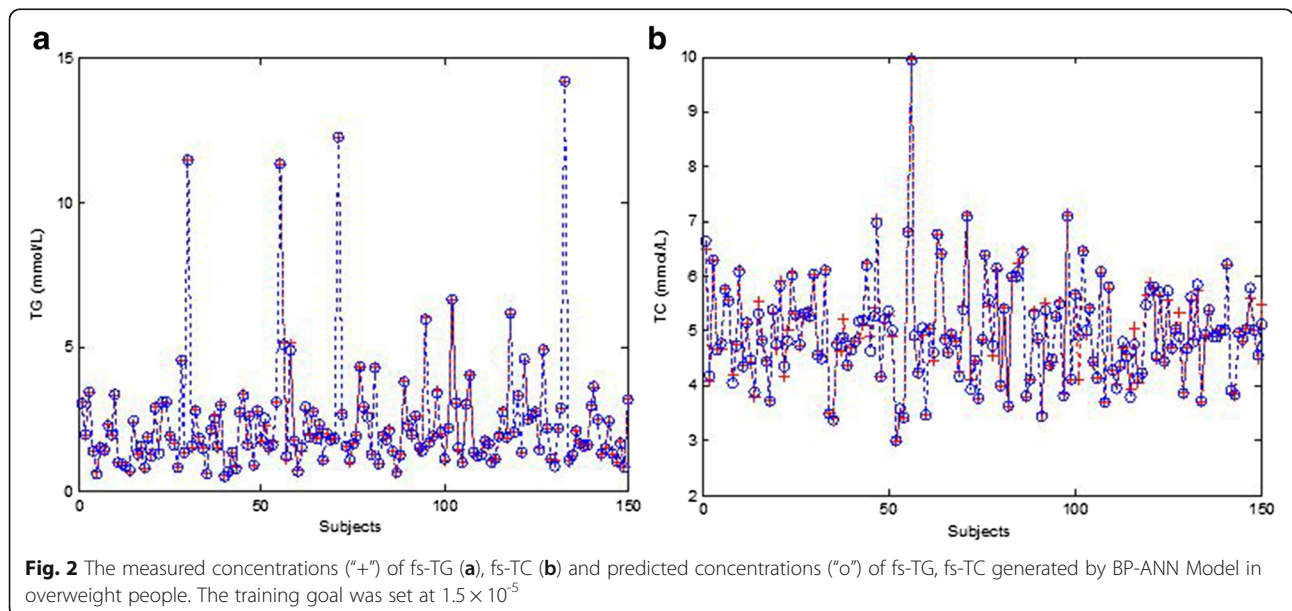 a
15
10
5
0
TG (mmol/L)
0 50 100 150
Subjects
b
10
9
8
7
6
5
4
3
2
TC (mmol/L)
0 50 100 150
Subjects
Fig. 2 The measured concentrations (“+”) of fs-TG (a), fs-TC (b) and predicted concentrations (“o”) of fs-TG, fs-TC generated by BP-ANN Model in
overweight people. The training goal was set at 1.5 × 10⁻⁵